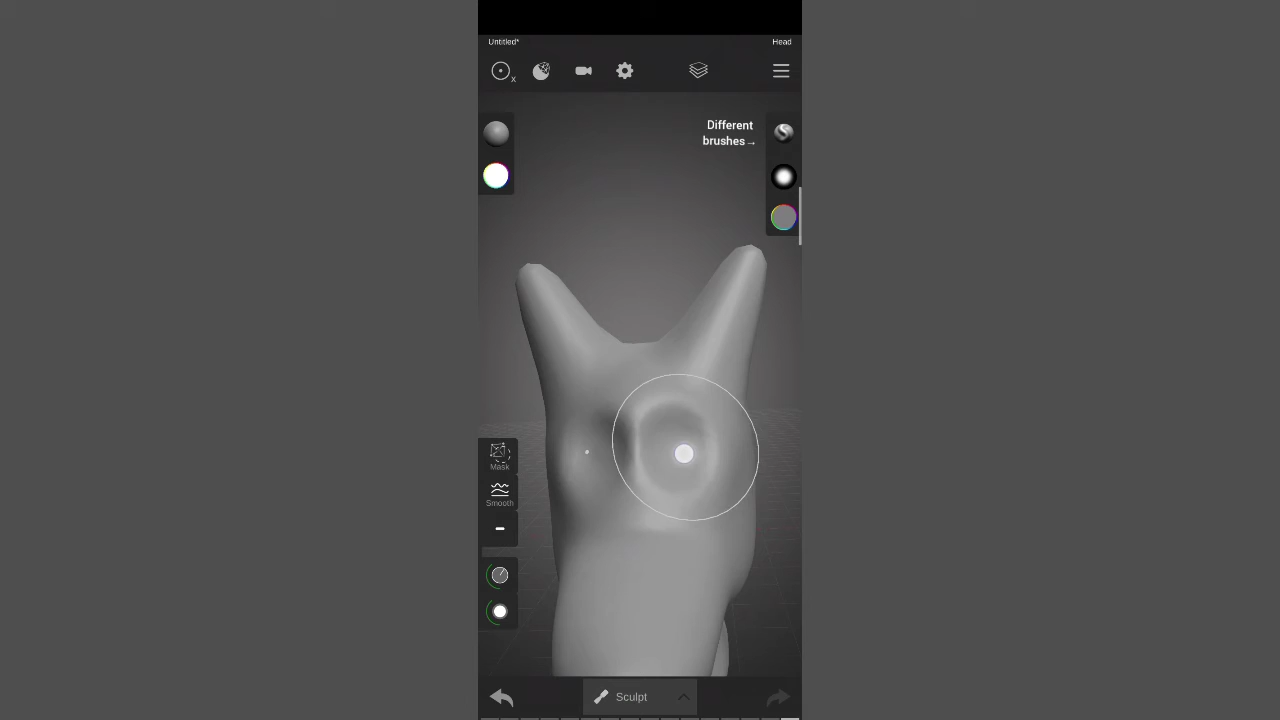 Untitled*
Head
Different
brushes→
Mask
Smooth
Sculpt